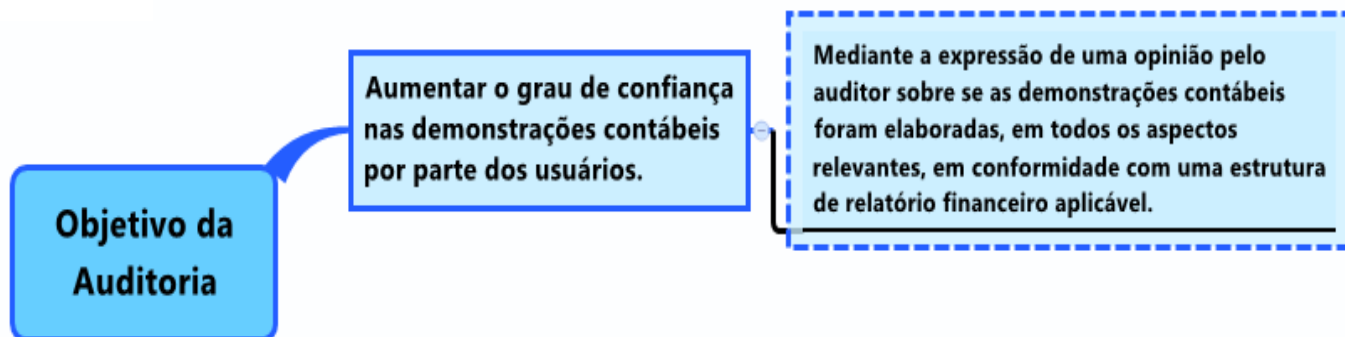 Objetivo da
Auditoria
Aumentar o grau de confiança
nas demonstrações contábeis
por parte dos usuários.
Mediante a expressão de uma opinião pelo
auditor sobre se as demonstrações contábeis
foram elaboradas, em todos os aspectos
relevantes, em conformidade com uma estrutura
de relatório financeiro aplicável.